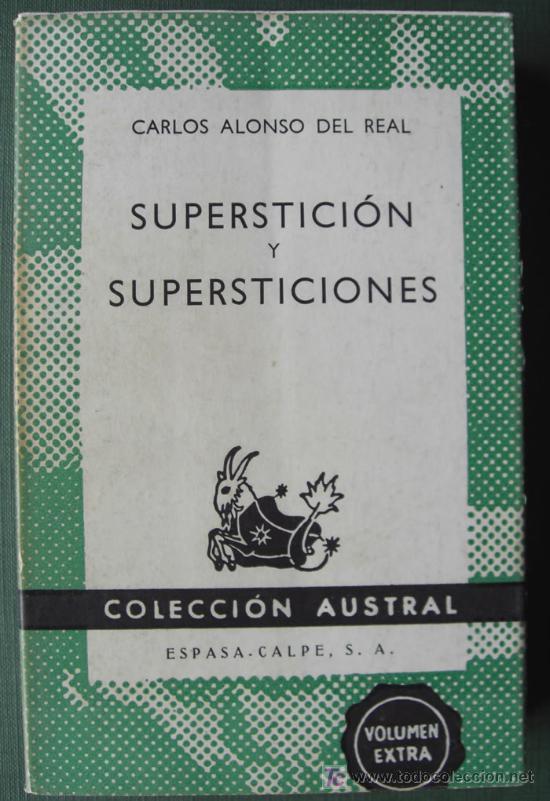 CARLOS ALONSO DEL REAL
SUPERSTICIÓN
Y
SUPERSTICIONES
COLECCIÓN AUSTRAL
ESPASA-CALPE, S. A.
VOLUMEN
EXTRA
www.todocoleccion.net